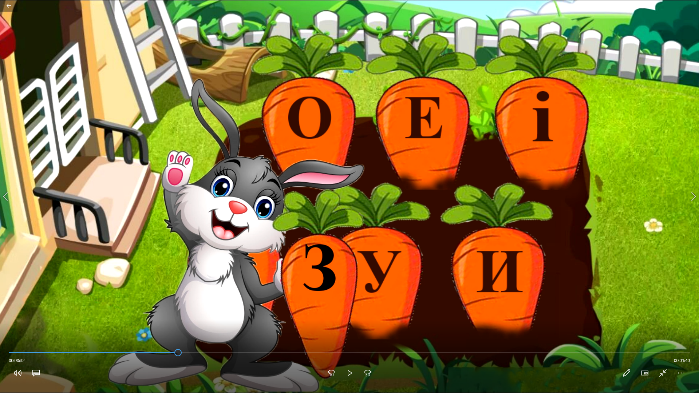 О Е і
З У И